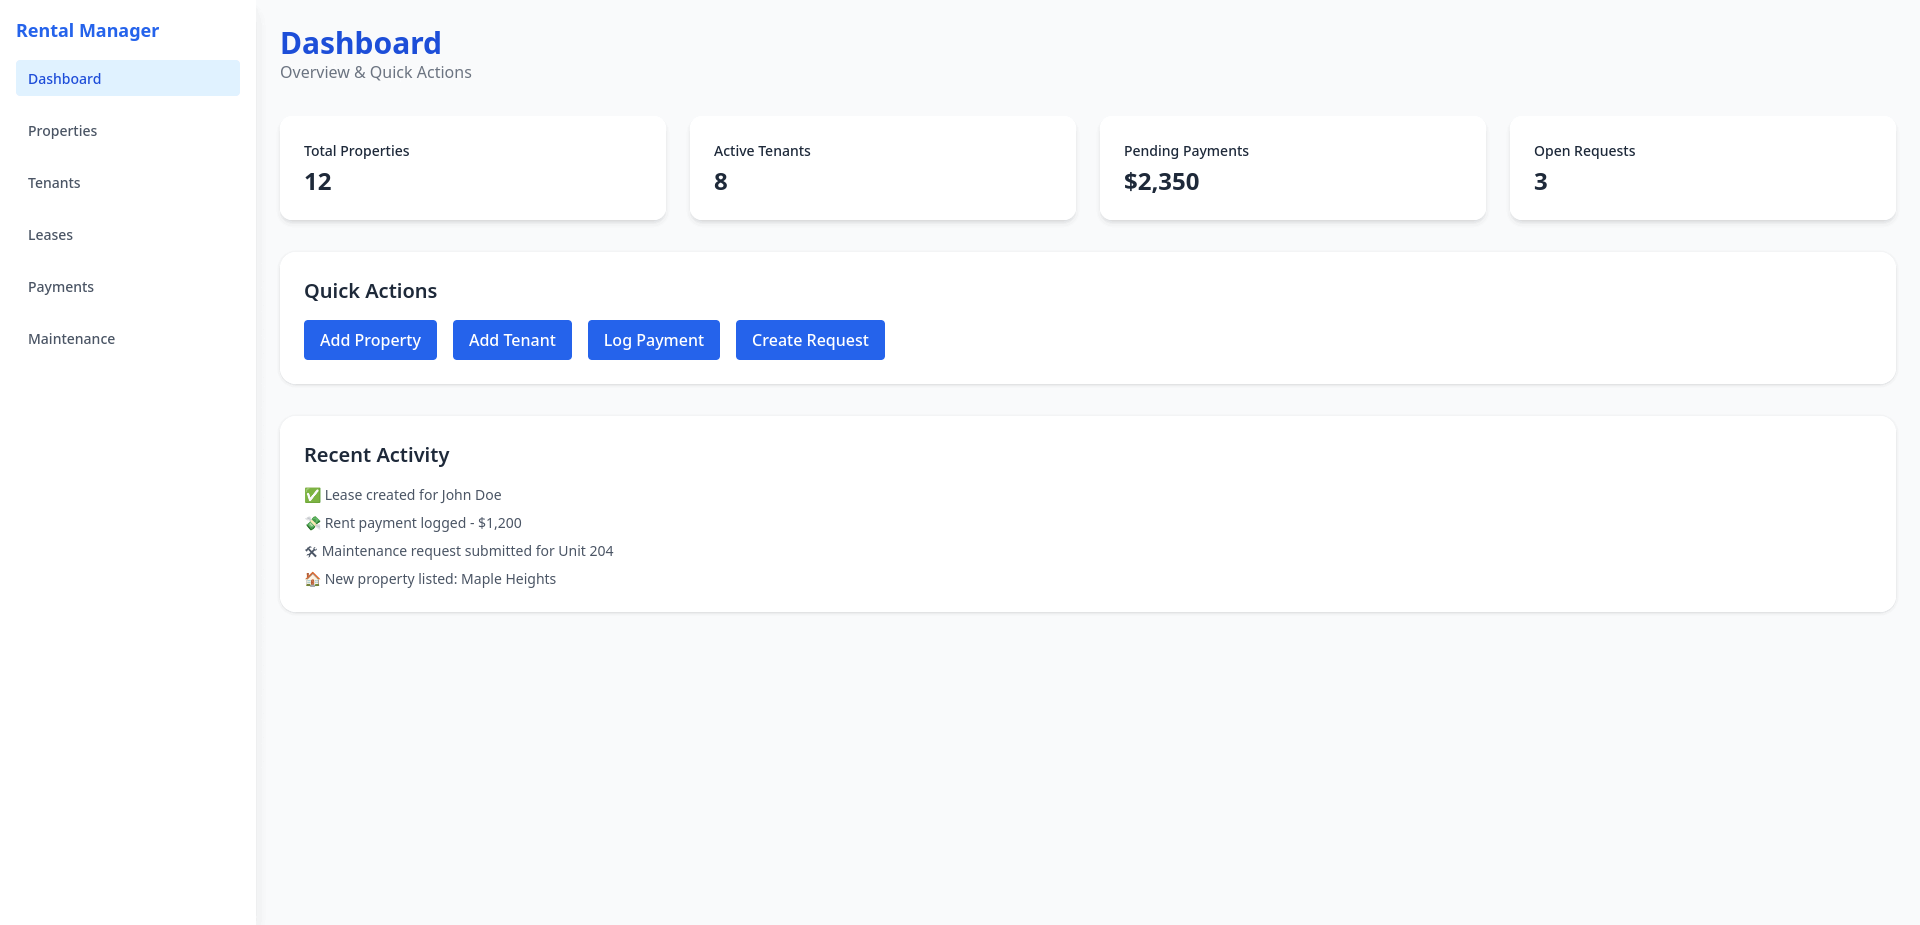 Rental Manager
Dashboard
Properties
Tenants
Leases
Payments
Maintenance
Dashboard
Overview & Quick Actions
Total Properties
12
Active Tenants
8
Pending Payments
$2,350
Open Requests
3
Quick Actions
Add Property
Add Tenant
Log Payment
Create Request
Recent Activity
✅ Lease created for John Doe
💸 Rent payment logged - $1,200
🛠 Maintenance request submitted for Unit 204
🏠 New property listed: Maple Heights